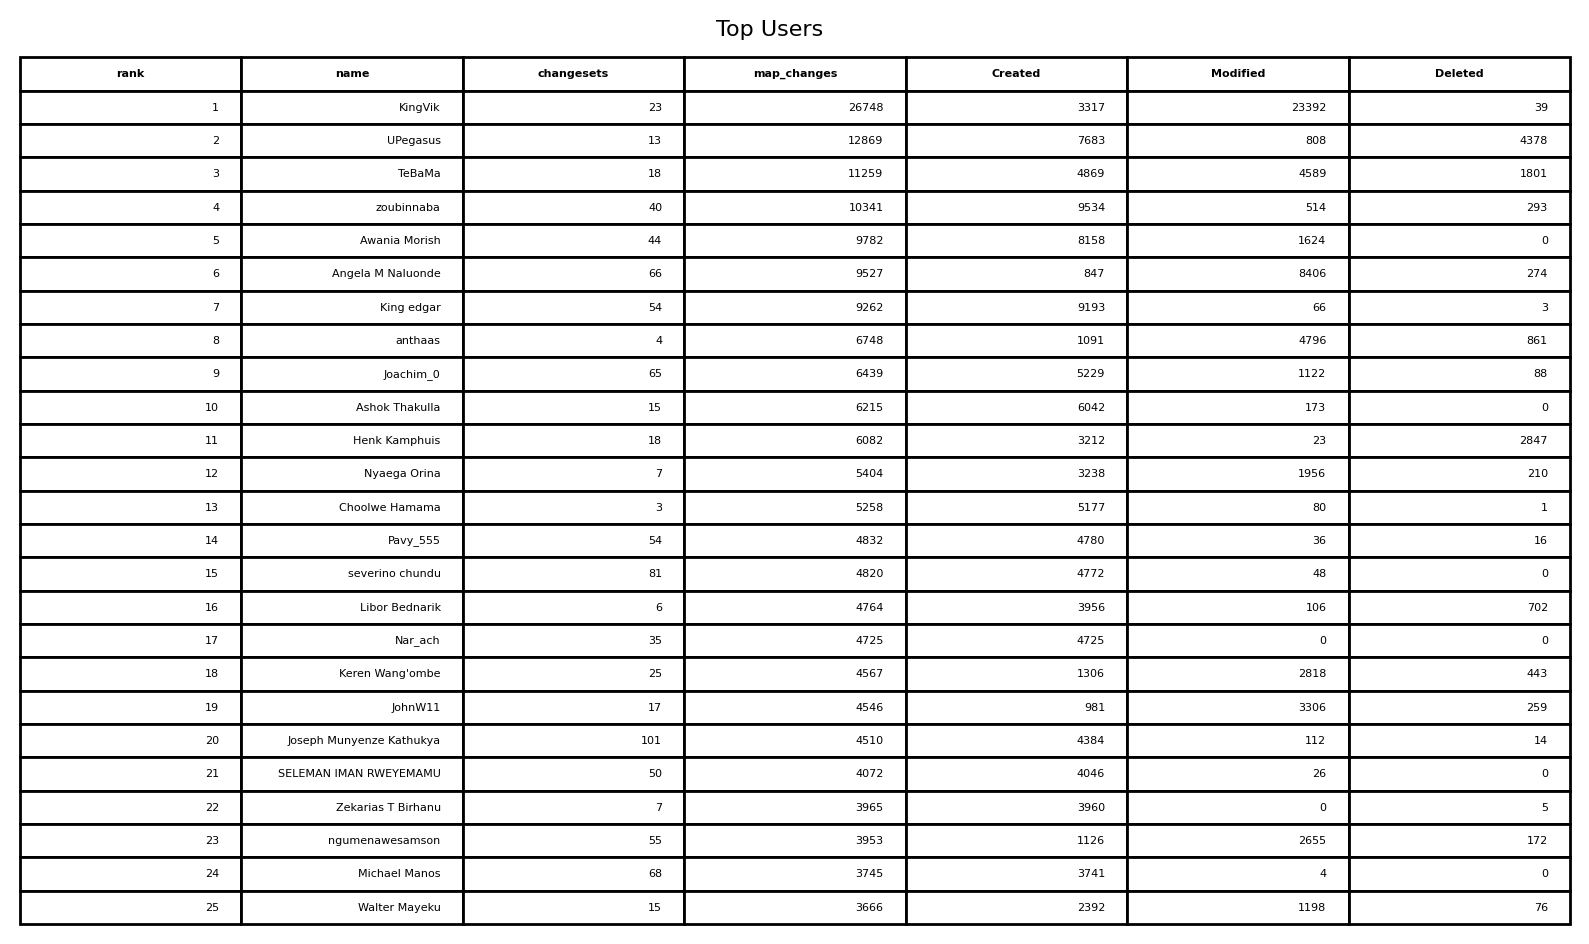 Top Users
rank name changesets map_changes Created Modified Deleted
1 KingVik 23 26748 3317 23392 39
2 UPegasus 13 12869 7683 808 4378
3 TeBaMa 18 11259 4869 4589 1801
4 zoubinnaba 40 10341 9534 514 293
5 Awania Morish 44 9782 8158 1624 0
6 Angela M Naluonde 66 9527 847 8406 274
7 King edgar 54 9262 9193 66 3
8 anthaas 4 6748 1091 4796 861
9 Joachim_0 65 6439 5229 1122 88
10 Ashok Thakulla 15 6215 6042 173 0
11 Henk Kamphuis 18 6082 3212 23 2847
12 Nyaega Orina 7 5404 3238 1956 210
13 Choolwe Hamama 3 5258 5177 80 1
14 Pavy_555 54 4832 4780 36 16
15 severino chundu 81 4820 4772 48 0
16 Libor Bednarik 6 4764 3956 106 702
17 Nar_ach 35 4725 4725 0 0
18 Keren Wang'ombe 25 4567 1306 2818 443
19 JohnW11 17 4546 981 3306 259
20 Joseph Munyenze Kathukya 101 4510 4384 112 14
21 SELEMAN IMAN RWEYEMAMU 50 4072 4046 26 0
22 Zekarias T Birhanu 7 3965 3960 0 5
23 ngumenawesamson 55 3953 1126 2655 172
24 Michael Manos 68 3745 3741 4 0
25 Walter Mayeku 15 3666 2392 1198 76